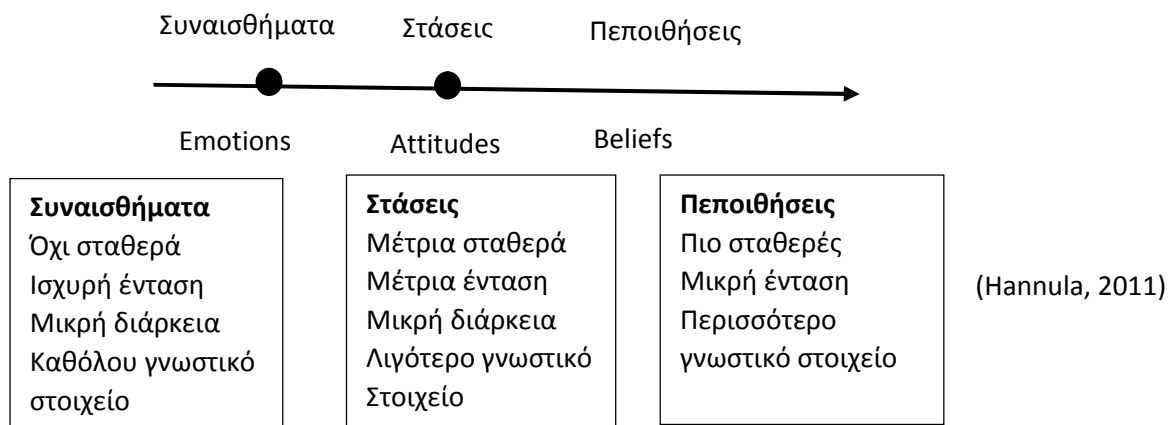 Συναισθήματα Στάσεις Πεποιθήσεις
Emotions Attitudes Beliefs
Συναισθήματα
Όχι σταθερά
Ισχυρή ένταση
Μικρή διάρκεια
Καθόλου γνωστικό
στοιχείο
Στάσεις
Μέτρια σταθερά
Μέτρια ένταση
Μικρή διάρκεια
Λιγότερο γνωστικό
Στοιχείο
Πεποιθήσεις
Πιο σταθερές
Μικρή ένταση
Περισσότερο
γνωστικό στοιχείο
(Hannula, 2011)